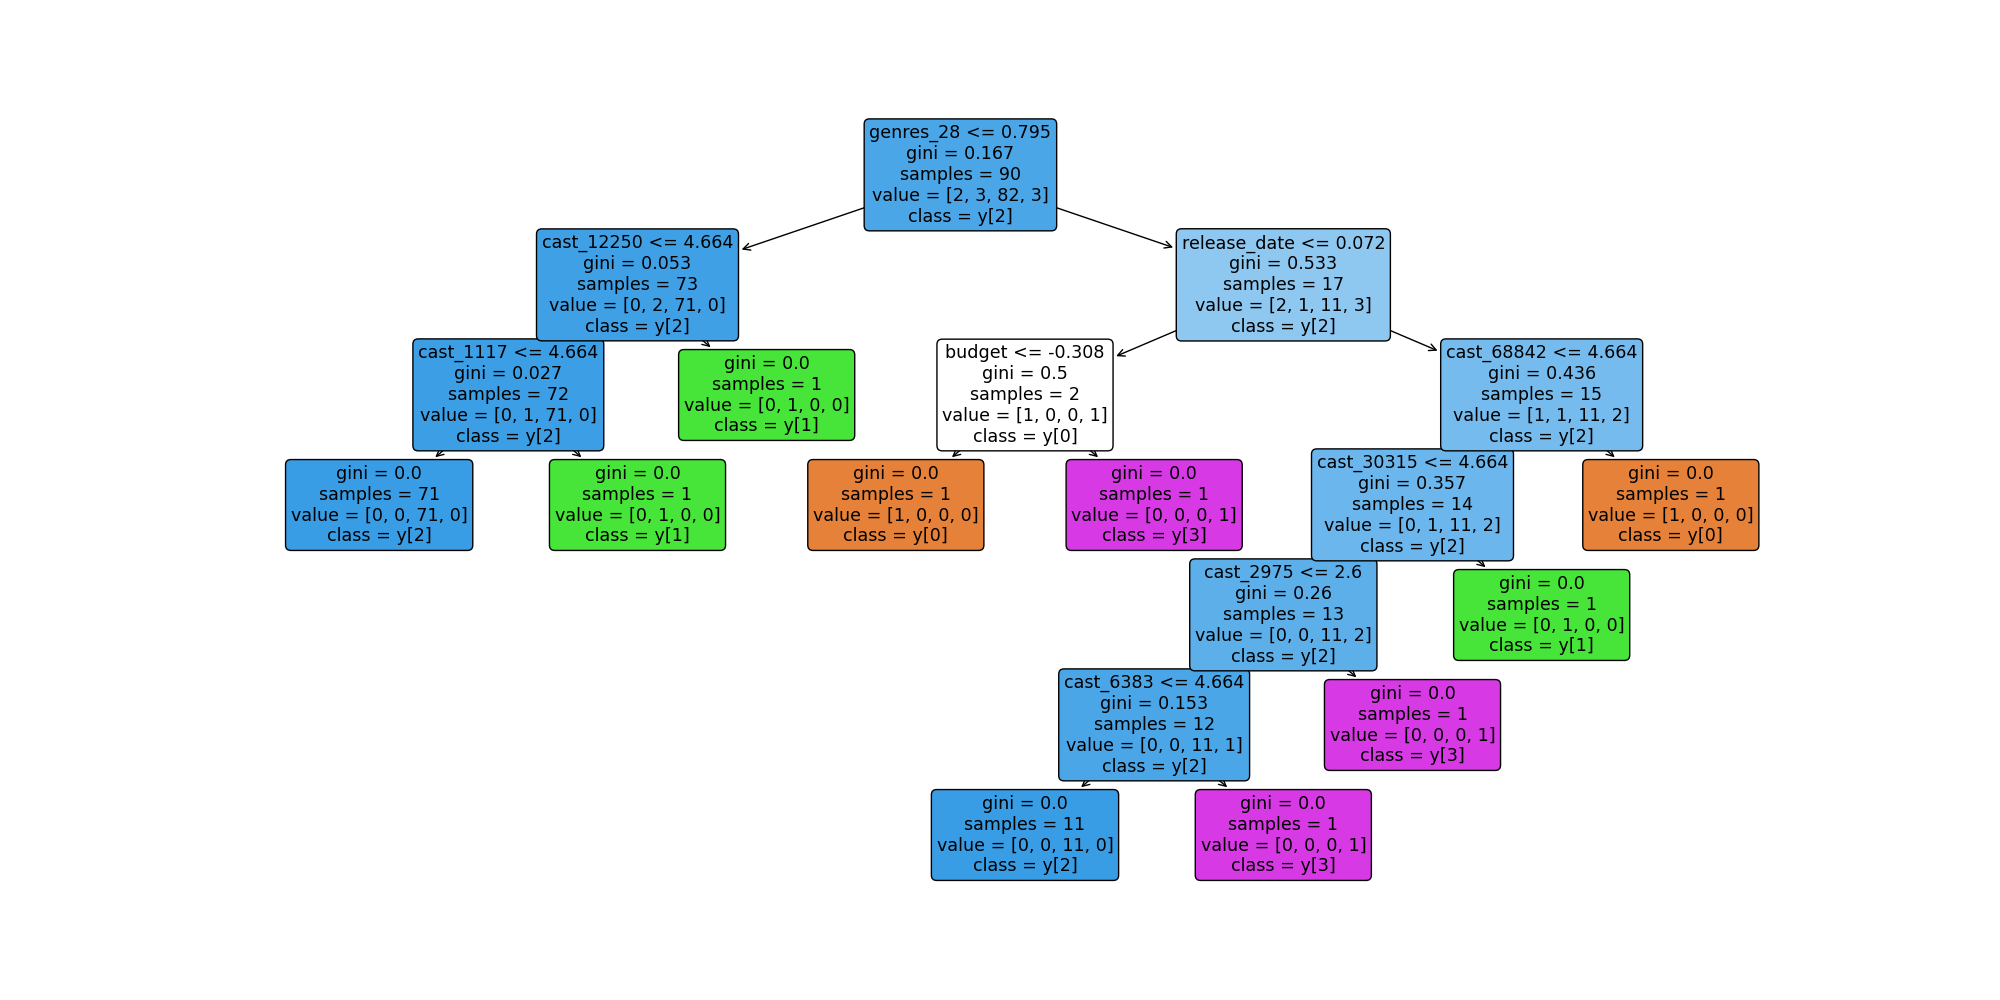 genres_28 <= 0.795
gini = 0.167
samples = 90
value = [2, 3, 82, 3]
class = y[2]
cast_12250 <= 4.664
gini = 0.053
samples = 73
value = [0, 2, 71, 0]
class = y[2]
release_date <= 0.072
gini = 0.533
samples = 17
value = [2, 1, 11, 3]
class = y[2]
cast_1117 <= 4.664
gini = 0.027
samples = 72
value = [0, 1, 71, 0]
class = y[2]
gini = 0.0
samples = 1
value = [0, 1, 0, 0]
class = y[1]
budget <= -0.308
gini = 0.5
samples = 2
value = [1, 0, 0, 1]
class = y[0]
cast_68842 <= 4.664
gini = 0.436
samples = 15
value = [1, 1, 11, 2]
class = y[2]
gini = 0.0
samples = 71
value = [0, 0, 71, 0]
class = y[2]
gini = 0.0
samples = 1
value = [0, 1, 0, 0]
class = y[1]
gini = 0.0
samples = 1
value = [1, 0, 0, 0]
class = y[0]
gini = 0.0
samples = 1
value = [0, 0, 0, 1]
class = y[3]
cast_30315 <= 4.664
gini = 0.357
samples = 14
value = [0, 1, 11, 2]
class = y[2]
gini = 0.0
samples = 1
value = [1, 0, 0, 0]
class = y[0]
cast_2975 <= 2.6
gini = 0.26
samples = 13
value = [0, 0, 11, 2]
class = y[2]
gini = 0.0
samples = 1
value = [0, 1, 0, 0]
class = y[1]
cast_6383 <= 4.664
gini = 0.153
samples = 12
value = [0, 0, 11, 1]
class = y[2]
gini = 0.0
samples = 1
value = [0, 0, 0, 1]
class = y[3]
gini = 0.0
samples = 11
value = [0, 0, 11, 0]
class = y[2]
gini = 0.0
samples = 1
value = [0, 0, 0, 1]
class = y[3]